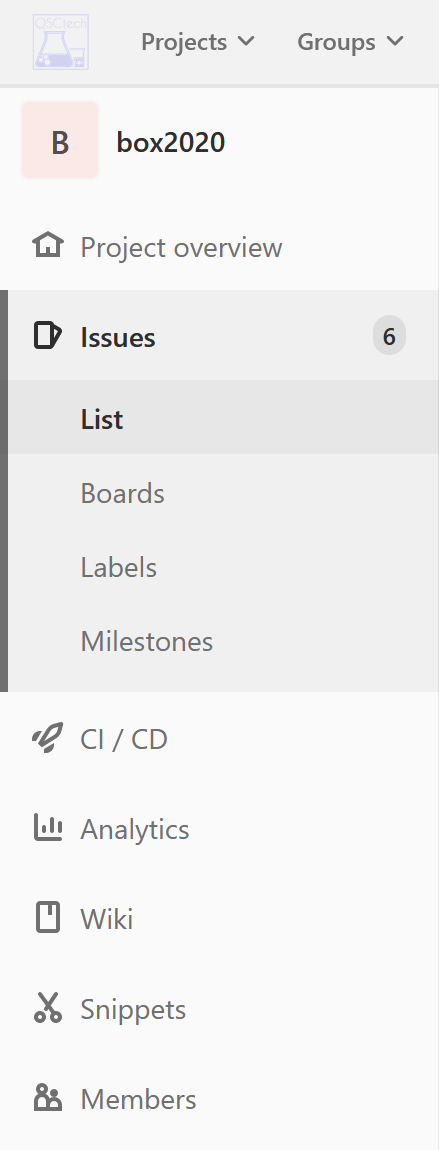 QSCtech
Projects Groups
B box2020
Project overview
Issues 6
List
Boards
Labels
Milestones
CI / CD
Analytics
Wiki
Snippets
Members